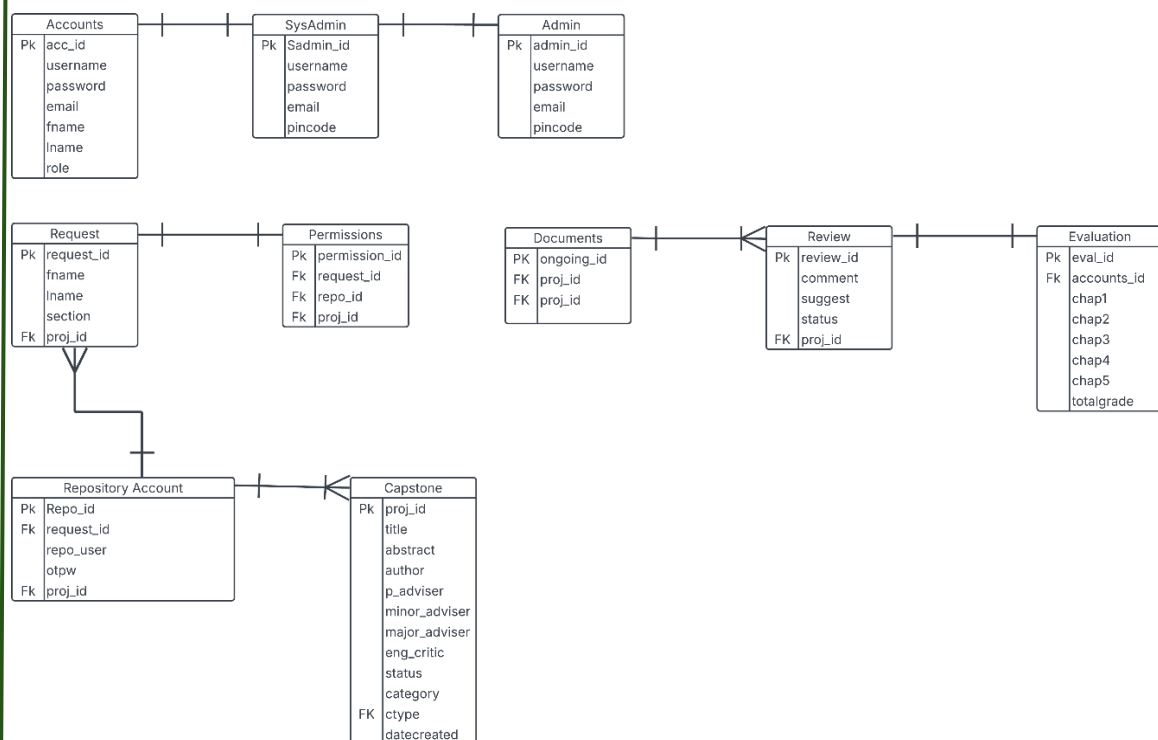 Accounts
Pk acc_id
username
password
email
fname
lname
role
SysAdmin
Pk Sadmin_id
username
password
email
pincode
Admin
Pk admin_id
username
password
email
pincode
Request
Pk request_id
fname
lname
section
Fk proj_id
Permissions
Pk permission_id
Fk request_id
Fk repo_id
Fk proj_id
Documents
PK ongoing_id
FK proj_id
FK proj_id
Review
Pk review_id
comment
suggest
status
FK proj_id
Evaluation
Pk eval_id
Fk accounts_id
chap1
chap2
chap3
chap4
chap5
totalgrade
Repository Account
Pk Repo_id
Fk request_id
repo_user
otpw
Fk proj_id
Capstone
Pk proj_id
title
abstract
author
p_adviser
minor_adviser
major_adviser
eng_critic
status
category
FK ctype
datecreated